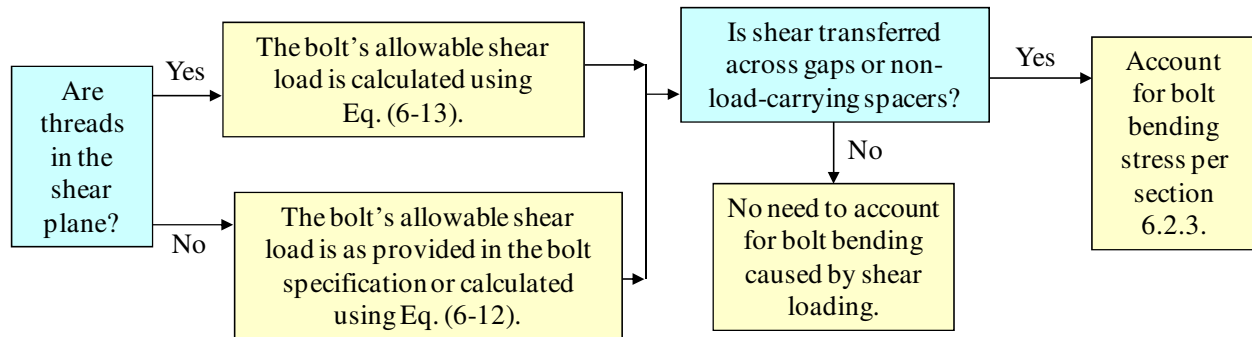 Are
threads
in the
shear
plane?
Yes
The bolt's allowable shear
load is calculated using
Eq. (6-13).
No
The bolt's allowable shear
load is as provided in the bolt
specification or calculated
using Eq. (6-12).
Is shear transferred
across gaps or non-
load-carrying spacers?
Yes
Account
for bolt
bending
stress per
section
6.2.3.
No
No need to account
for bolt bending
caused by shear
loading.